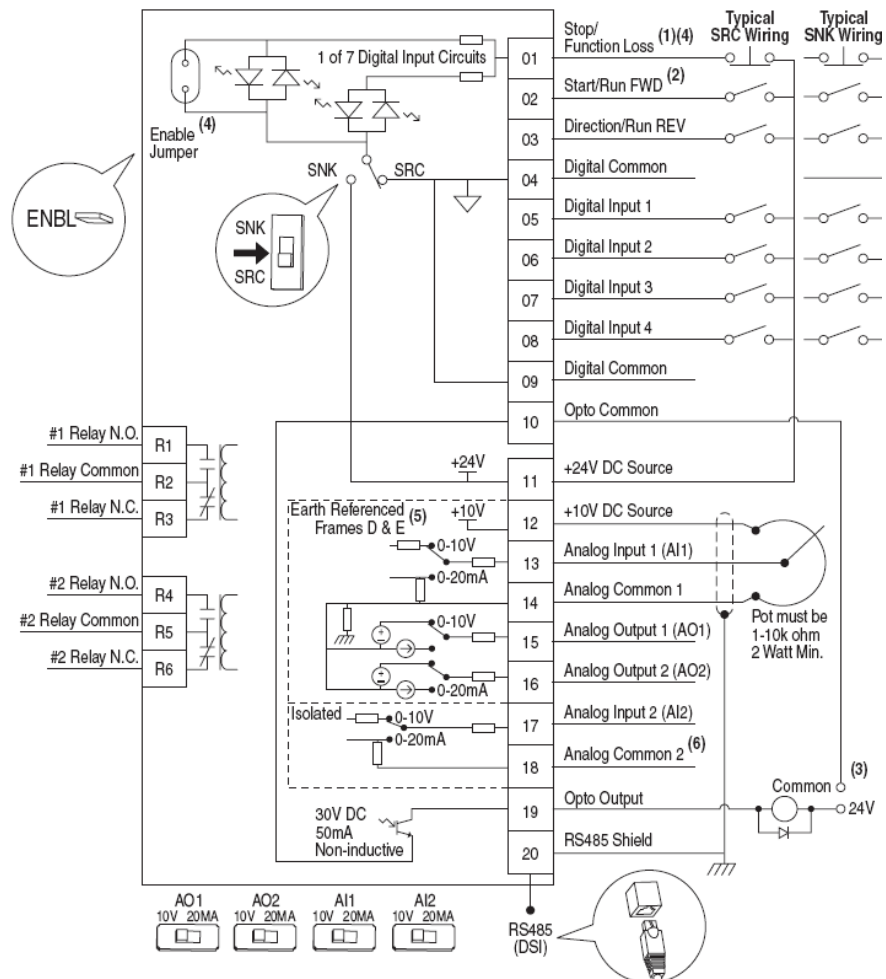 Stop/
Function Loss (1)(4)
Typical
SRC Wiring
Typical
SNK Wiring
1 of 7 Digital Input Circuits
01
02
Start/Run FWD (2)
Enable (4)
Jumper
03
Direction/Run REV
SNK
SRC
04
Digital Common
ENBL
SNK
SRC
05
Digital Input 1
06
Digital Input 2
07
Digital Input 3
08
Digital Input 4
09
Digital Common
10
Opto Common
#1 Relay N.O.
R1
#1 Relay Common
R2
#1 Relay N.C.
R3
+24V
11
+24V DC Source
Earth Referenced
Frames D & E (5)
+10V
12
+10V DC Source
0-10V
0-20mA
13
Analog Input 1 (AI1)
14
Analog Common 1
Pot must be
1-10k ohm
2 Watt Min.
#2 Relay N.O.
R4
#2 Relay Common
R5
#2 Relay N.C.
R6
0-10V
15
Analog Output 1 (AO1)
0-20mA
16
Analog Output 2 (AO2)
Isolated
0-10V
0-20mA
17
Analog Input 2 (AI2)
18
Analog Common 2 (6)
Common
(3)
24V
30V DC
50mA
Non-inductive
19
Opto Output
20
RS485 Shield
AO1
10V 20MA
AO2
10V 20MA
AI1
10V 20MA
AI2
10V 20MA
RS485
(DSI)